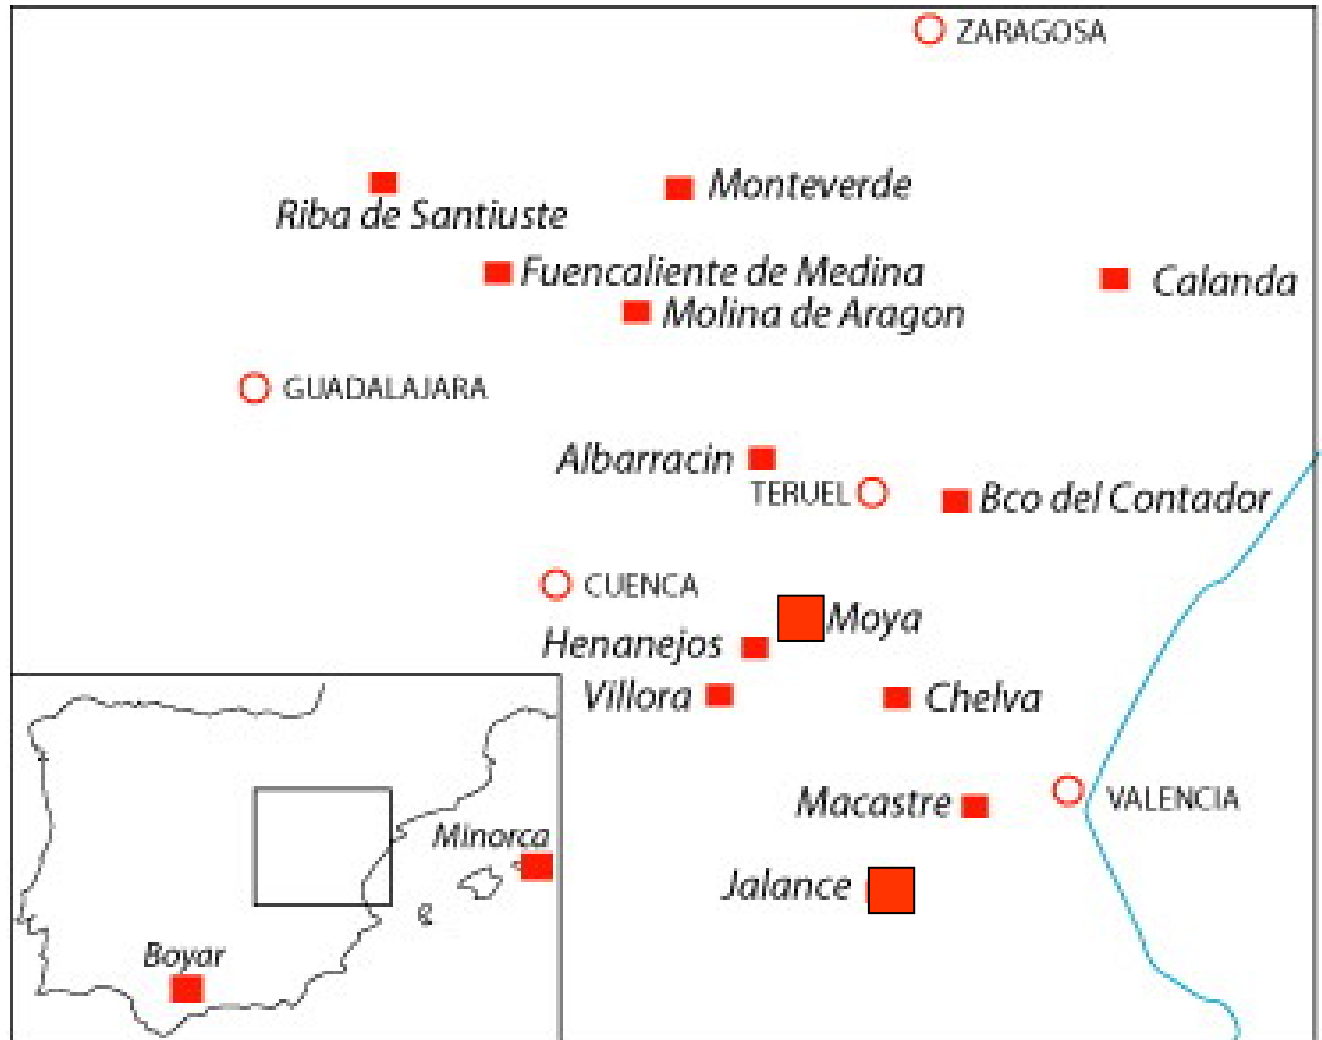 ZARAGOSA
Monteverde
Riba de Santiuste
Fuencaliente de Medina
Calanda
Molina de Aragon
GUADALAJARA
Albarracin
TERUEL
Bco del Contador
CUENCA
Moya
Henanejos
Villora
Chelva
Macastre
VALENCIA
Minorca
Jalance
Boyar